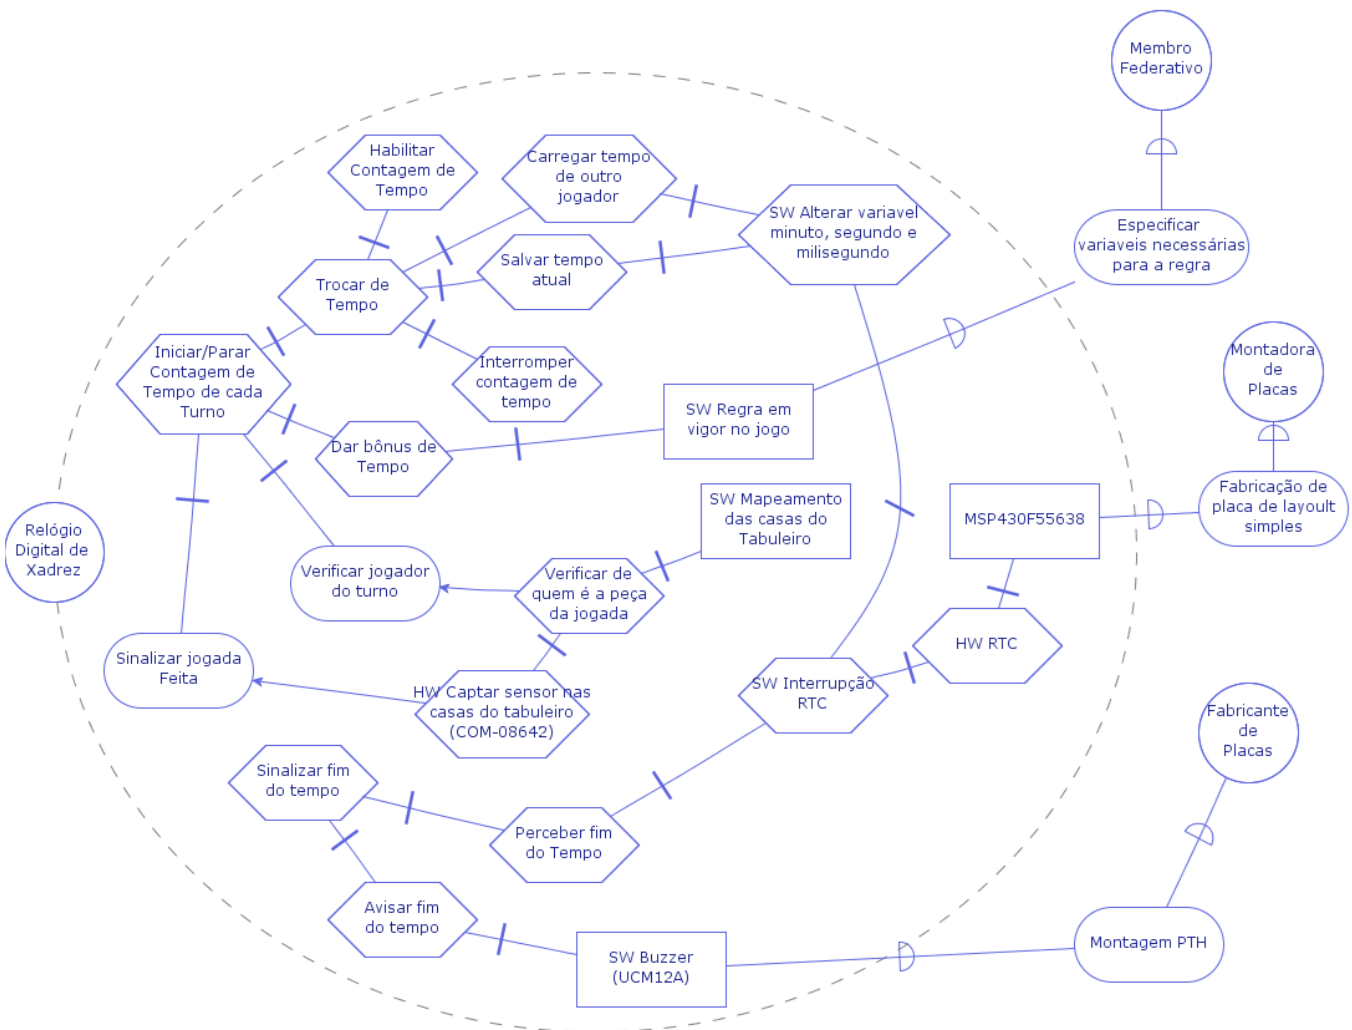 Membro
Federativo
Habilitar
Contagem de
Tempo
Carregar tempo
de outro
jogador
SW Alterar variavel
minuto, segundo e
milisegundo
Especificar
variaveis necessárias
para a regra
Salvar tempo
atual
Trocar de
Tempo
Iniciar/Parar
Contagem de
Tempo de cada
Turno
Interromper
contagem de
tempo
Montadora
de
Placas
SW Regra em
vigor no jogo
Dar bônus de
Tempo
SW Mapeamento
das casas do
Tabuleiro
MSP430F55638
Fabricação de
placa de layoult
simples
Relógio
Digital de
Xadrez
Verificar jogador
do turno
Verificar de
quem é a peça
da jogada
HW RTC
Sinalizar jogada
Feita
HW Captar sensor nas
casas do tabuleiro
(COM-08642)
SW Interrupção
RTC
Fabricante
de
Placas
Sinalizar fim
do tempo
Perceber fim
do Tempo
Avisar fim
do tempo
SW Buzzer
(UCM12A)
Montagem PTH